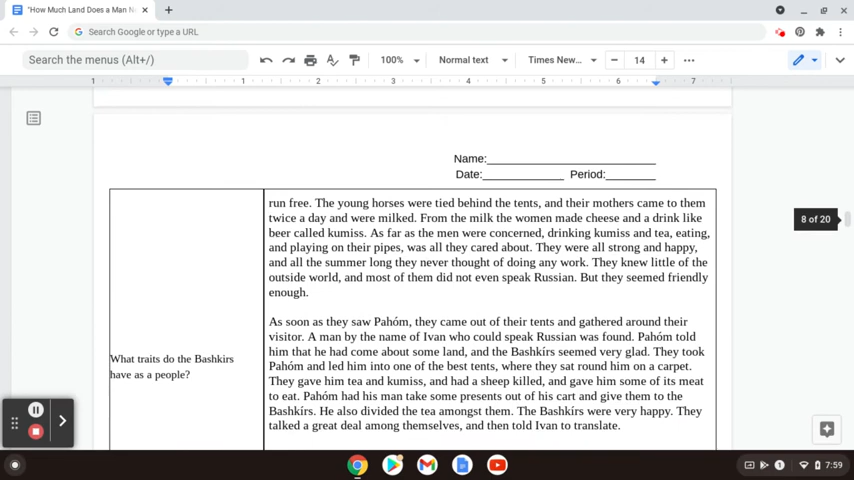 "How Much Land Does a Man N
Search Google or type a URL
Search the menus (Alt+/)
100%
Normal text
Times New...
14
1 1 2 3 4 5 6 7
Name:
Date: Period:
8 of 20
run free. The young horses were tied behind the tents, and their mothers came to them
twice a day and were milked. From the milk the women made cheese and a drink like
beer called kumiss. As far as the men were concerned, drinking kumiss and tea, eating,
and playing on their pipes, was all they cared about. They were all strong and happy,
and all the summer long they never thought of doing any work. They knew little of the
outside world, and most of them did not even speak Russian. But they seemed friendly
enough.
As soon as they saw Pahóm, they came out of their tents and gathered around their
visitor. A man by the name of Ivan who could speak Russian was found. Pahóm told
him that he had come about some land, and the Bashkírs seemed very glad. They took
Pahóm and led him into one of the best tents, where they sat round him on a carpet.
They gave him tea and kumiss, and had a sheep killed, and gave him some of its meat
to eat. Pahóm had his man take some presents out of his cart and give them to the
Bashkírs. He also divided the tea amongst them. The Bashkírs were very happy. They
talked a great deal among themselves, and then told Ivan to translate.
What traits do the Bashkirs
have as a people?
1
7:59